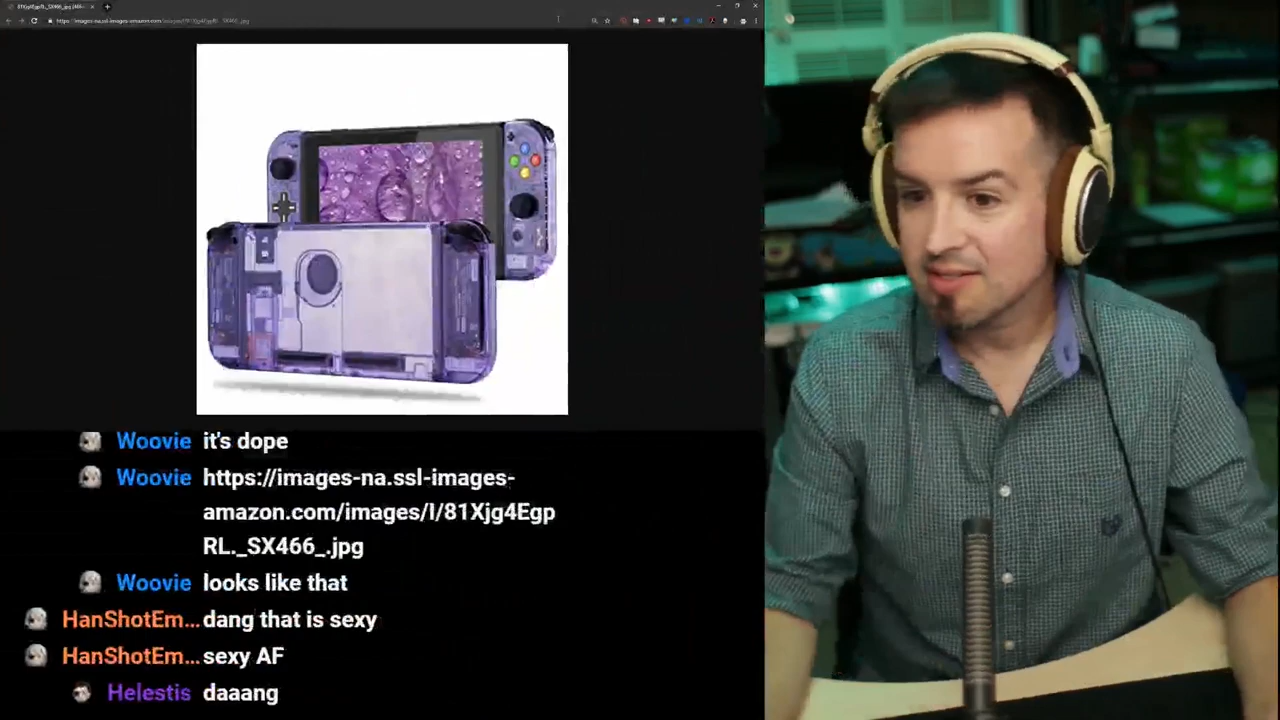 Woovie it's dope
Woovie https://images-na.ssl-images-
amazon.com/images/I/81Xjg4Egp
RL._SX466_.jpg
Woovie looks like that
HanShotEm... dang that is sexy
HanShotEm... sexy AF
Helestis daaang